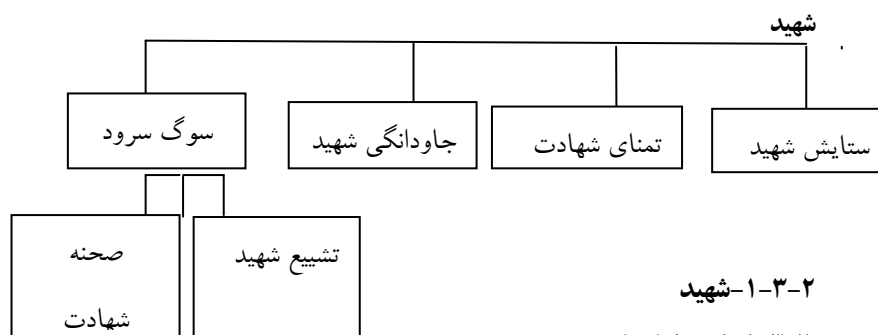 شهید
ستایش شهید
تمنای شهادت
جاودانگی شهید
سوگ سرود
تشییع شهید
صحنه
شهادت
۲-۳-۱-شهید